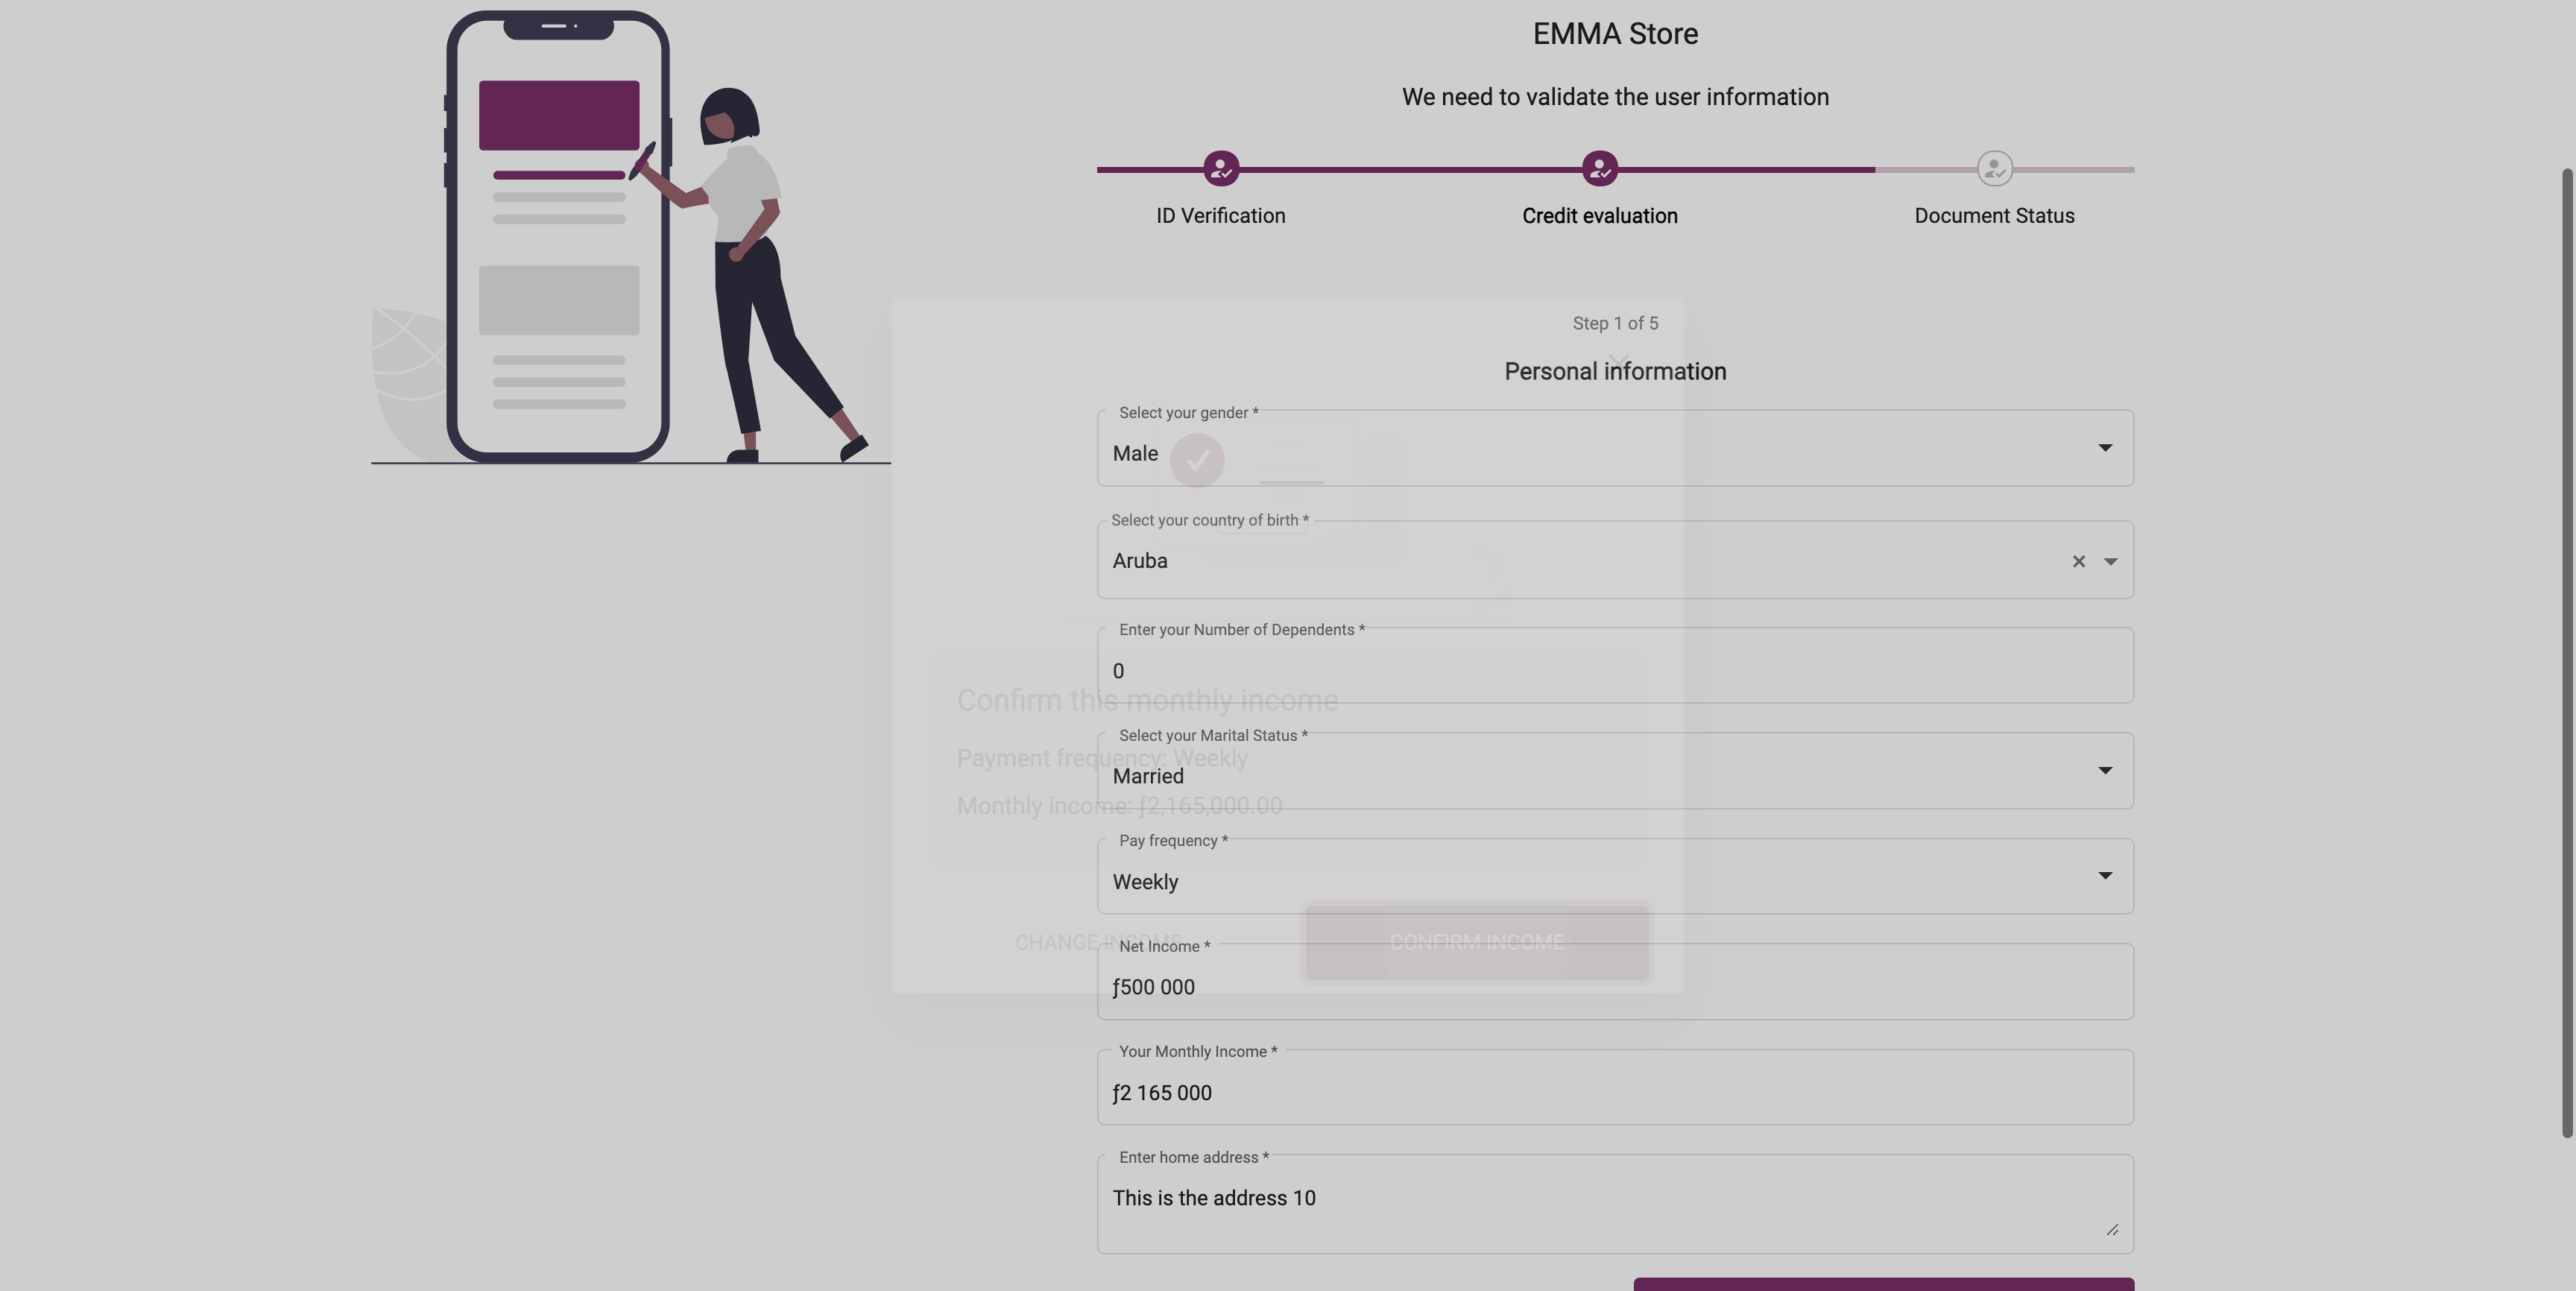 EMMA Store
We need to validate the user information
ID Verification
Credit evaluation
Document Status
Step 1 of 5
Personal information
Select your gender *
Male
Select your country of birth *
Aruba
Enter your Number of Dependents *
0
Confirm this monthly income
Select your Marital Status *
Payment frequency: Weekly
Married
Monthly income: ƒ2,165,000.00
Pay frequency *
Weekly
CHANGE INCOME
CONFIRM INCOME
Net Income *
ƒ500 000
Your Monthly Income *
ƒ2 165 000
Enter home address *
This is the address 10